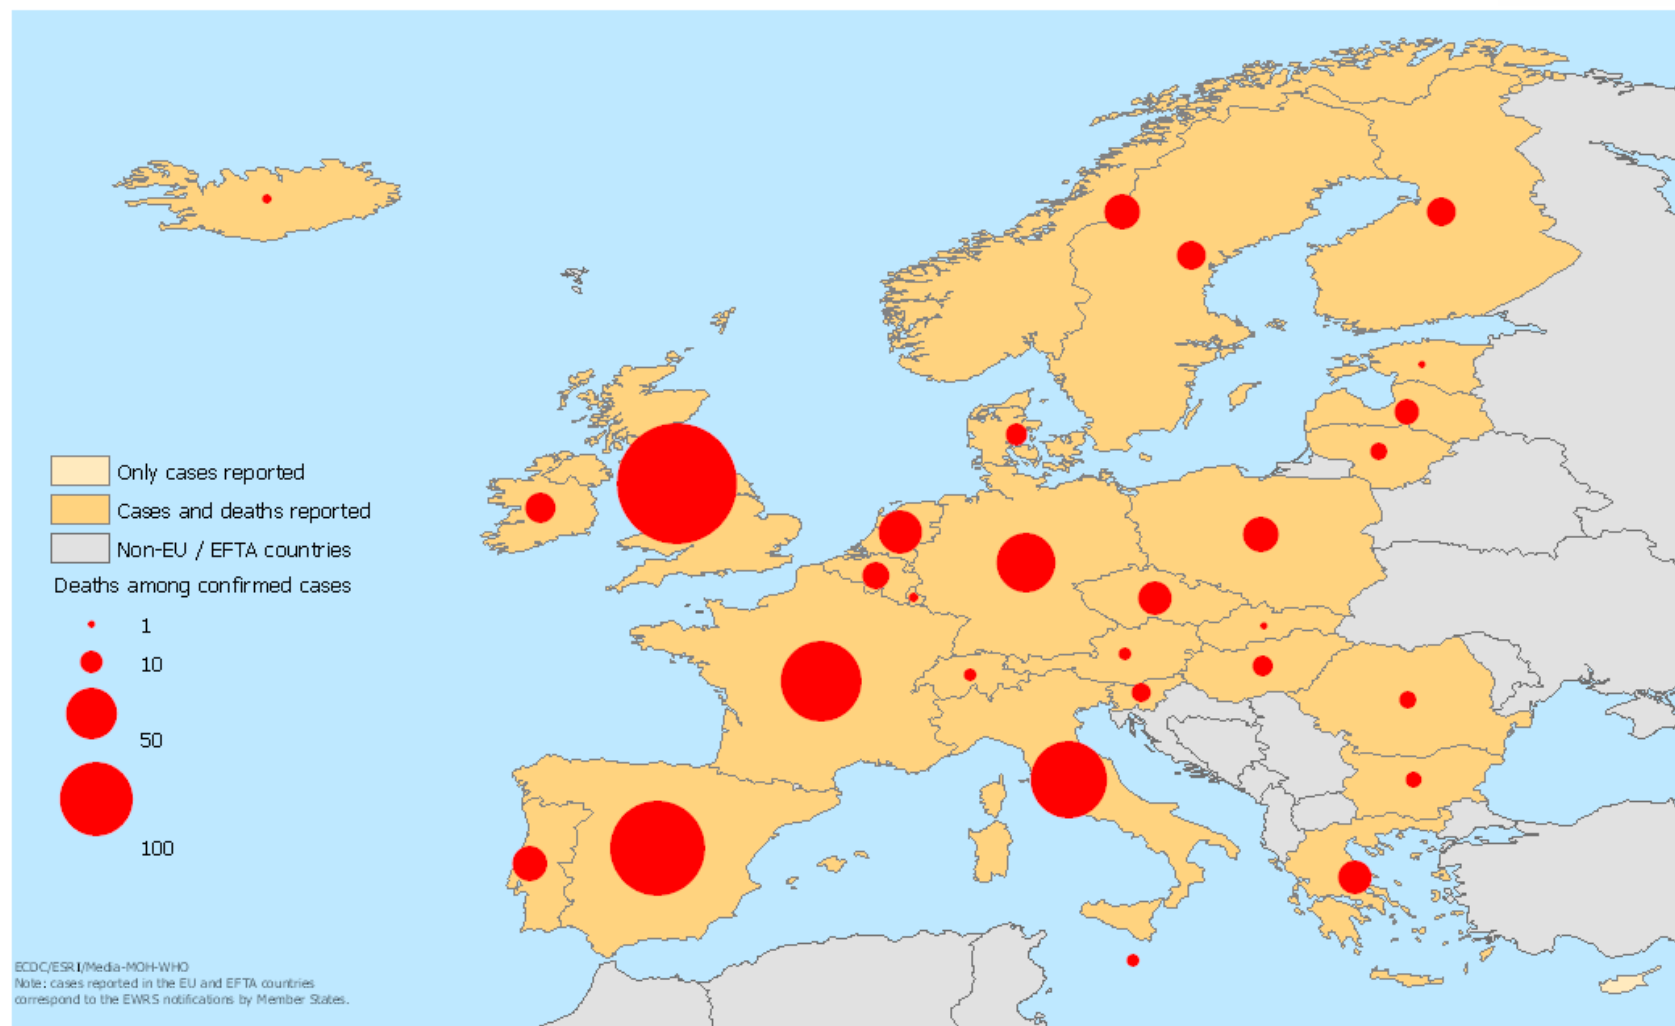 Only cases reported
Cases and deaths reported
Non-EU / EFTA countries
Deaths among confirmed cases
1
10
50
100
ECDC/ESRI/Media-MOH-WHO
Note: cases reported in the EU and EFTA countries
correspond to the EWRS notifications by Member States.